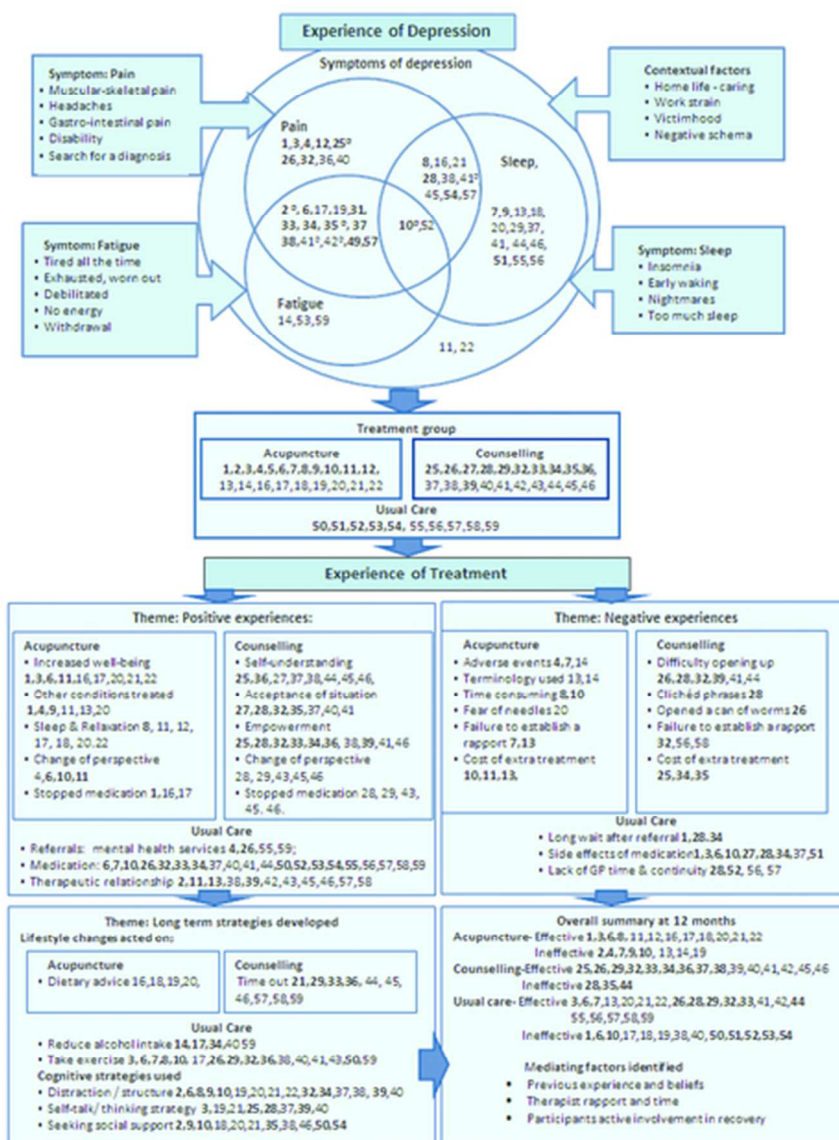 Experience of Depression
Symptoms of depression
Symptom: Pain
• Muscular-skeletal pain
• Headaches
• Gastro-intestinal pain
• Disability
• Search for a diagnosis
Contextual factors
• Home life - caring
• Work strain
• Victimhood
• Negative schema
Pain
1,3,4,12,25ᵖ
26,32,36,40
8,16,21
28,38,41ᵖ
45,54,57
Sleep,
7,9,13,18,
20,29,37,
41, 44,46,
51,55,56
2 ᵖ, 6,17,19,31,
33, 34, 35 ᵖ, 37
38,41ᵖ,42ᵖ,49,57
10ᵖ,52
Symtom: Fatigue
• Tired all the time
• Exhausted, worn out
• Debilitated
• No energy
• Withdrawal
Symptom: Sleep
• Insomnia
• Early waking
• Nightmares
• Too much sleep
Fatigue
14,53,59
11, 22
Treatment group
Acupuncture
1,2,3,4,5,6,7,8,9,10,11,12,
13,14,16,17,18,19,20,21,22
Counselling
25,26,27,28,29,32,33,34,35,36,
37,38,39,40,41,42,43,44,45,46
Usual Care
50,51,52,53,54, 55,56,57,58,59
Experience of Treatment
Theme: Positive experiences:
Acupuncture
• Increased well-being
1,3,6,11,16,17,20,21,22
• Other conditions treated
1,4,9,11,13,20
• Sleep & Relaxation 8, 11, 12,
17, 18, 20.22
• Change of perspective
4,6,10,11
• Stopped medication 1,16,17
Counselling
• Self-understanding
25,36,27,37,38,44,45,46,
• Acceptance of situation
27,28,32,35,37,40,41
• Empowerment
25,28,32,33,34,36, 38,39,41,46
• Change of perspective
28, 29,43,45,46
• Stopped medication 28, 29, 43,
45. 46.
Usual Care
• Referrals: mental health services 4,26,55,59;
• Medication: 6,7,10,26,32,33,34,37,40,41,44,50,52,53,54,55,56,57,58,59
• Therapeutic relationship 2,11,13,38,39,42,43,45,46,57,58
Theme: Negative experiences
Acupuncture
• Adverse events 4,7,14
• Terminology used 13,14
• Time consuming 8,10
• Fear of needles 20
• Failure to establish a
rapport 7,13
• Cost of extra treatment
10,11,13,
Counselling
• Difficulty opening up
26,28,32,39,41,44
• Clichéd phrases 28
• Opened a can of worms 26
• Failure to establish a rapport
32,56,58
• Cost of extra treatment
25,34,35
Usual Care
• Long wait after referral 1,28.34
• Side effects of medication1,3,6,10,27,28,34,37,51
• Lack of GP time & continuity 28,52, 56, 57
Theme: Long term strategies developed
Lifestyle changes acted on;
Acupuncture
• Dietary advice 16,18,19,20,
Counselling
Time out 21,29,33,36, 44, 45,
46,57,58,59
Usual Care
• Reduce alcohol intake 14,17,34,40 59
• Take exercise 3,6,7,8,10, 17,26,29,32,36,38,40,41,43,50,59
Cognitive strategies used
• Distraction / structure 2,6,8,9,10,19,20,21,22,32,34,37,38, 39,40
• Self-talk/ thinking strategy 3,19,21,25,28,37,39,40
• Seeking social support 2,9,10,18,20,21,35,38,46,50,54
Overall summary at 12 months
Acupuncture- Effective 1,3,6,8,11,12,16,17,18,20,21,22
Ineffective 2,4,7,9,10, 13,14,19
Counselling-Effective 25,26,29,32,33,34,36,37,38,39,40,41,42,45,46
Ineffective 28,35,44
Usual care- Effective 3,6,7,13,20,21,22,26,28,29,32,33,41,42,44
55,56,57,58,59
Ineffective 1,6,10,17,18,19,38,40, 50,51,52,53,54
Mediating factors identified
▪ Previous experience and beliefs
▪ Therapist rapport and time
▪ Participants active involvement in recovery